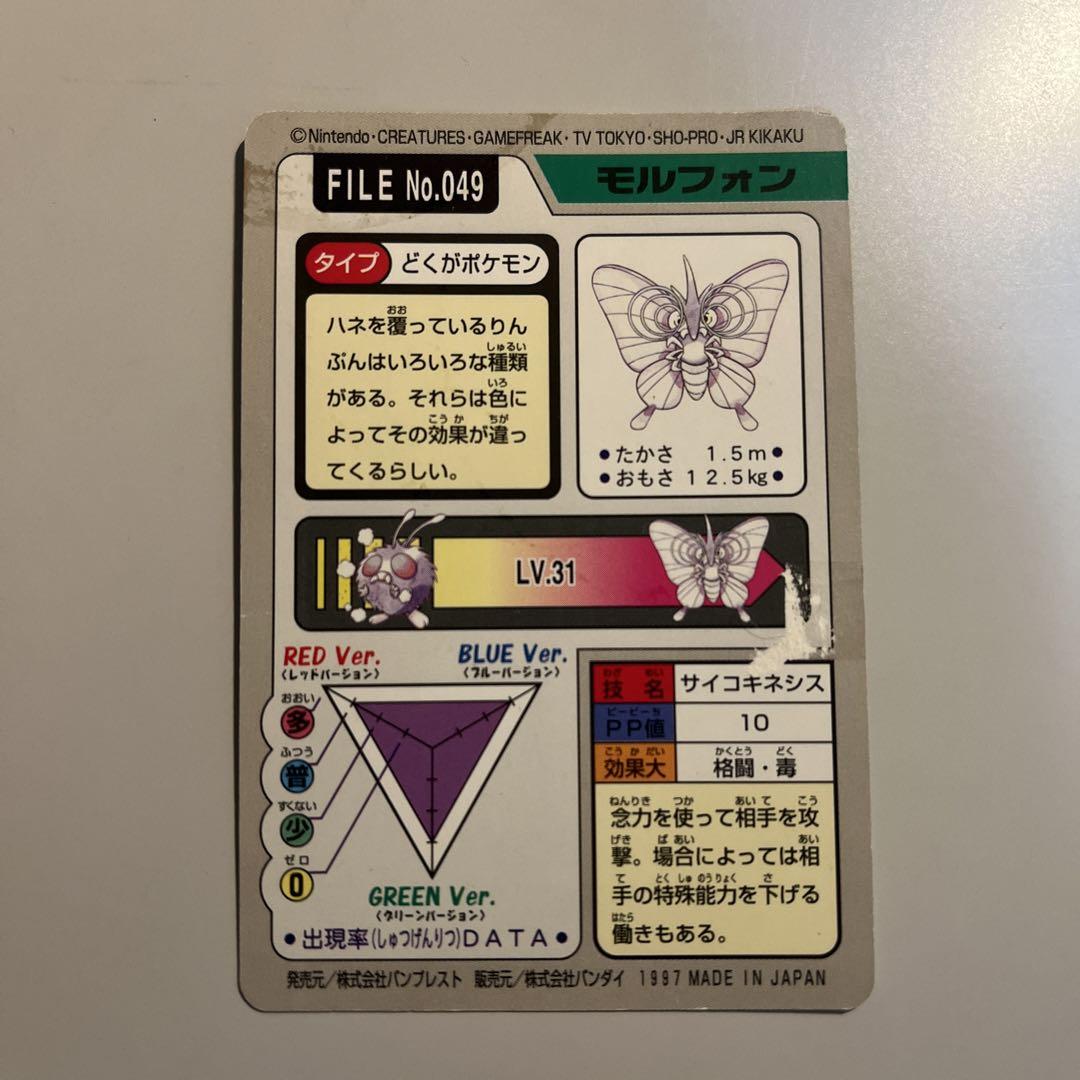 ©Nintendo・CREATURES・GAMEFREAK・TV TOKYO・SHO-PRO・JR KIKAKU
FILE No.049
モルフォン
タイプ どくがポケモン
おお
ハネを覆っているりん
しゅるい
ぷんはいろいろな種類
いろ
がある。それらは色に
こうか ちが
よってその効果が違っ
てくるらしい。
●たかさ 1.5m●
●おもさ 12.5kg●
LV.31
RED Ver.
(レッドバージョン)
BLUE Ver.
(ブルーバージョン)
おおい
多
ふつう
普
すくない
少
ゼロ
0
GREEN Ver.
(グリーンバージョン)
●出現率(しゅつげんりつ)DATA●
わざ めい
技名 サイコキネシス
ピーピーち
PP値 10
こうかだい かくとう どく
効果大 格闘・毒
ねんりき つか あいて こう
念力を使って相手を攻
げき ばあい あい
撃。場合によっては相
て とくしゅのうりょく さ
手の特殊能力を下げる
はたら
働きもある。
発売元/株式会社バンプレスト 販売元/株式会社バンダイ 1997 MADE IN JAPAN